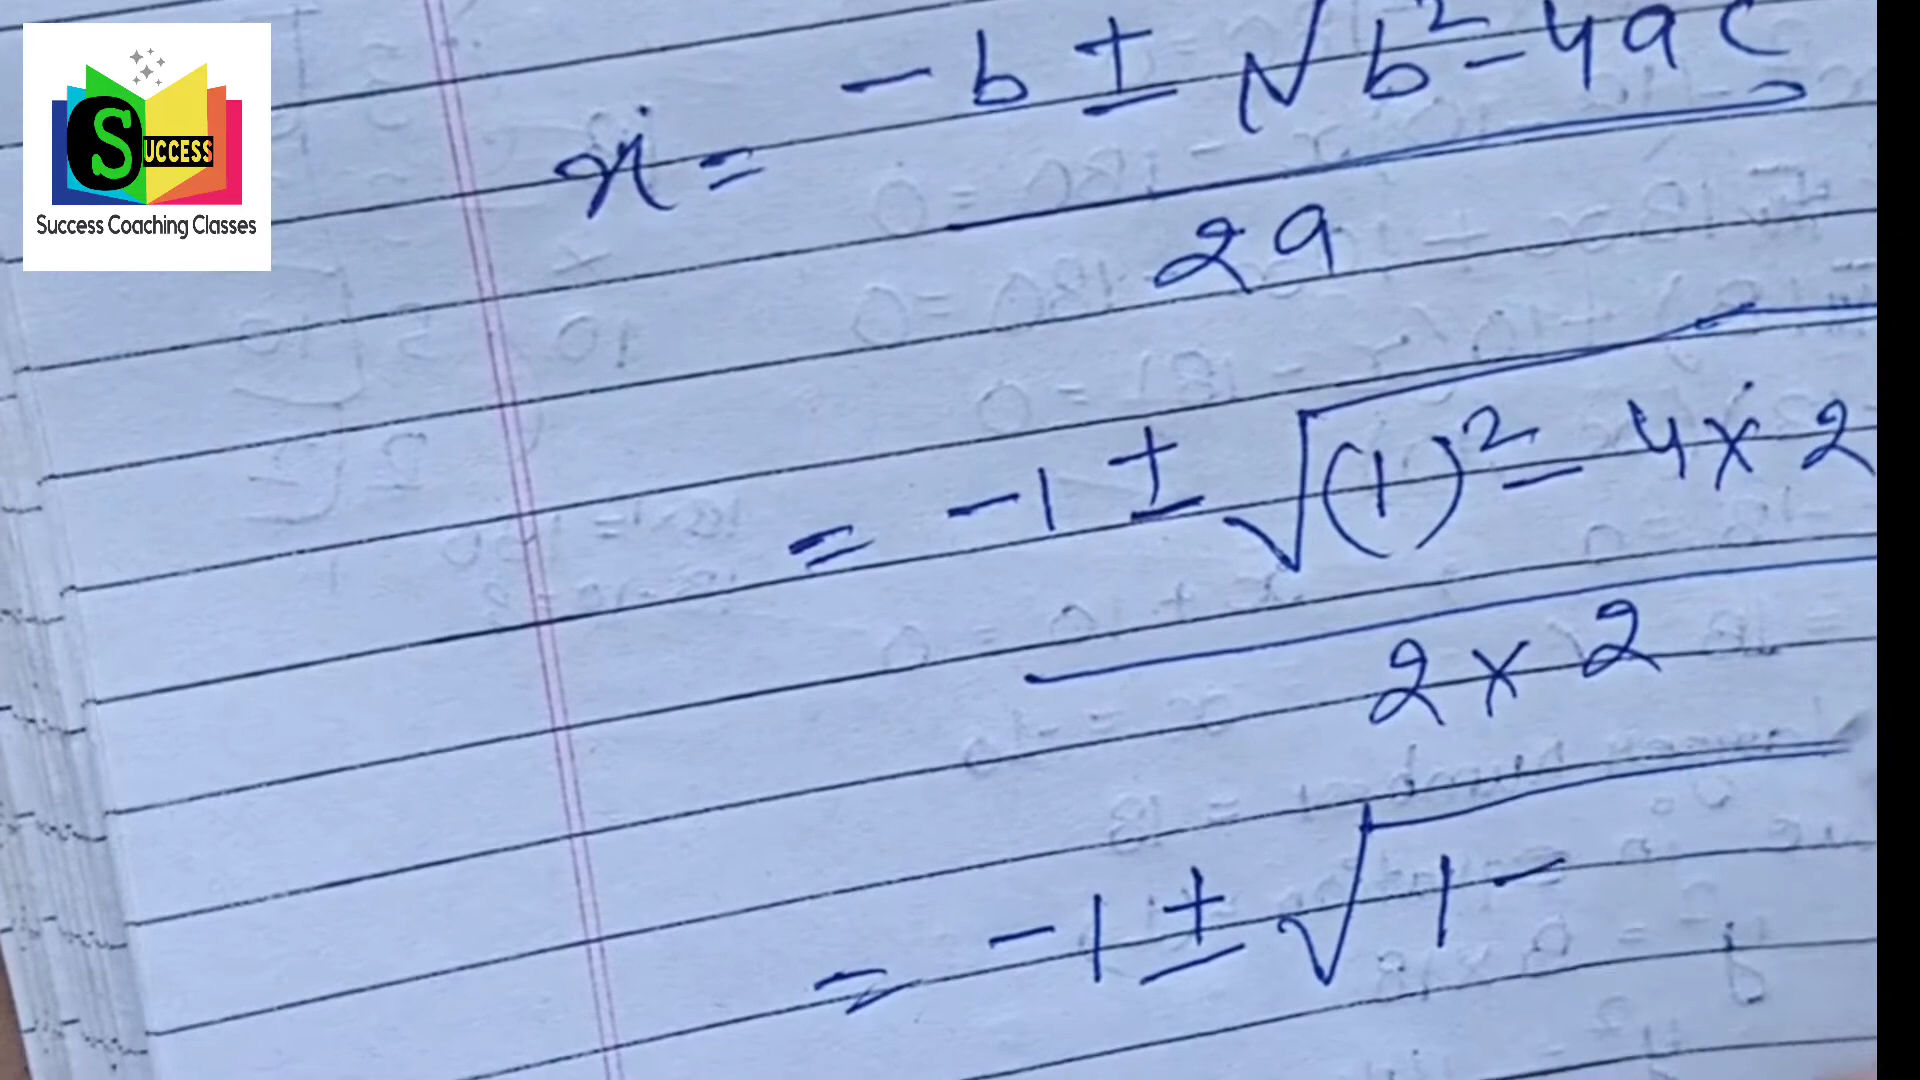 SUCCESS
Success Coaching Classes
x = -b ± √b² - 4ac
2a
= -1 ± √(1)² - 4 × 2
2 × 2
= -1 ± √1 -